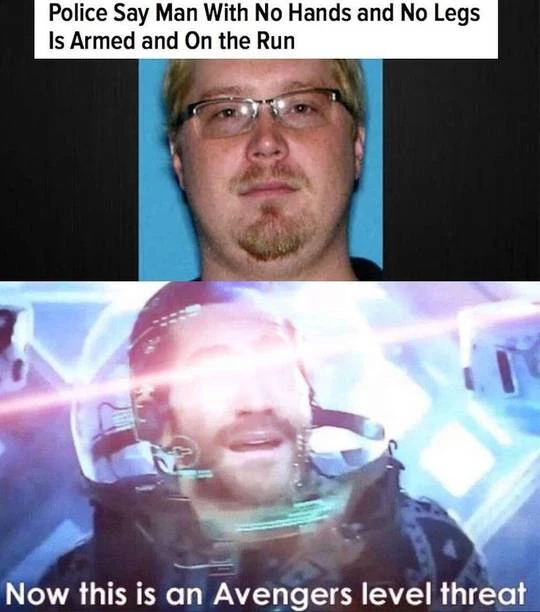 Police Say Man With No Hands and No Legs
Is Armed and On the Run
Now this is an Avengers level threat